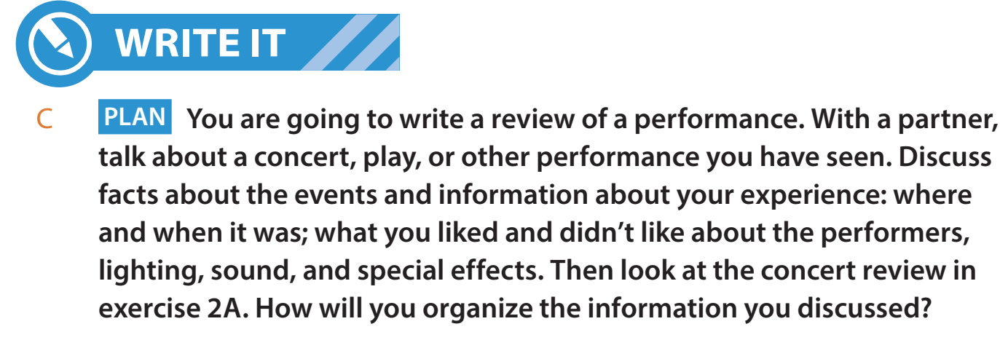 WRITE IT
C PLAN You are going to write a review of a performance. With a partner,
talk about a concert, play, or other performance you have seen. Discuss
facts about the events and information about your experience: where
and when it was; what you liked and didn’t like about the performers,
lighting, sound, and special effects. Then look at the concert review in
exercise 2A. How will you organize the information you discussed?